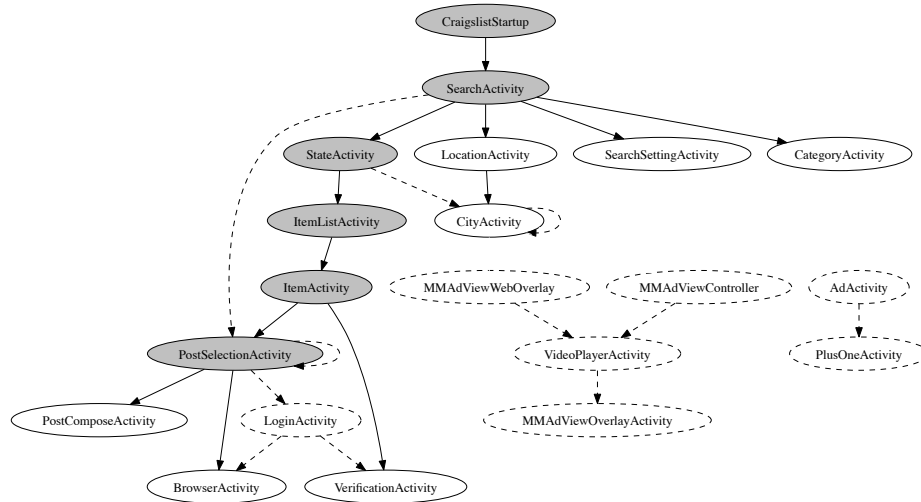 CraigslistStartup
SearchActivity
StateActivity
LocationActivity
SearchSettingActivity
CategoryActivity
ItemListActivity
CityActivity
ItemActivity
MMAdViewWebOverlay
MMAdViewController
AdActivity
PostSelectionActivity
VideoPlayerActivity
PlusOneActivity
PostComposeActivity
LoginActivity
MMAdViewOverlayActivity
BrowserActivity
VerificationActivity